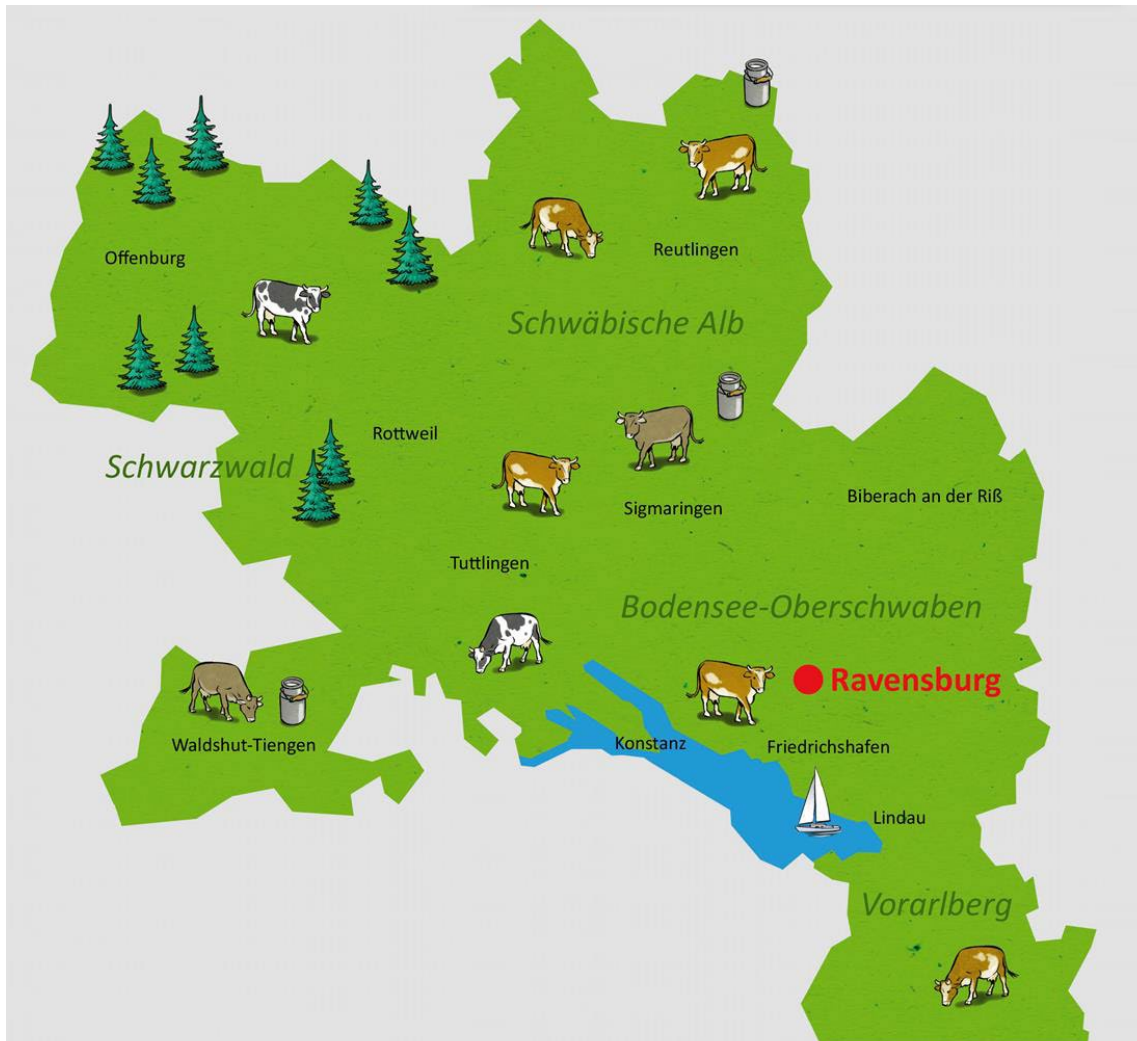 Offenburg
Reutlingen
Schwäbische Alb
Rottweil
Schwarzwald
Sigmaringen
Biberach an der Riß
Tuttlingen
Bodensee-Oberschwaben
Ravensburg
Waldshut-Tiengen
Konstanz
Friedrichshafen
Lindau
Vorarlberg